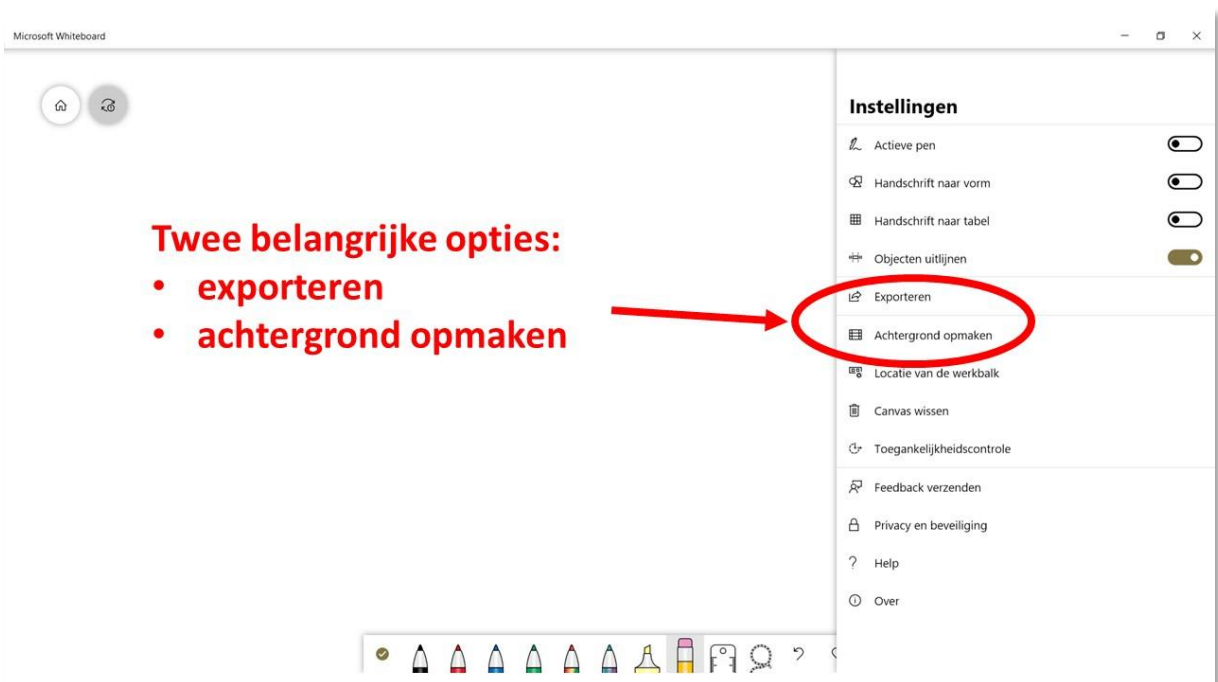 Microsoft Whiteboard
Instellingen
Actieve pen
Handschrift naar vorm
Handschrift naar tabel
Objecten uitlijnen
Exporteren
Achtergrond opmaken
Locatie van de werkbalk
Canvas wissen
Toegankelijkheidscontrole
Feedback verzenden
Privacy en beveiliging
Help
Over
Twee belangrijke opties:
• exporteren
• achtergrond opmaken